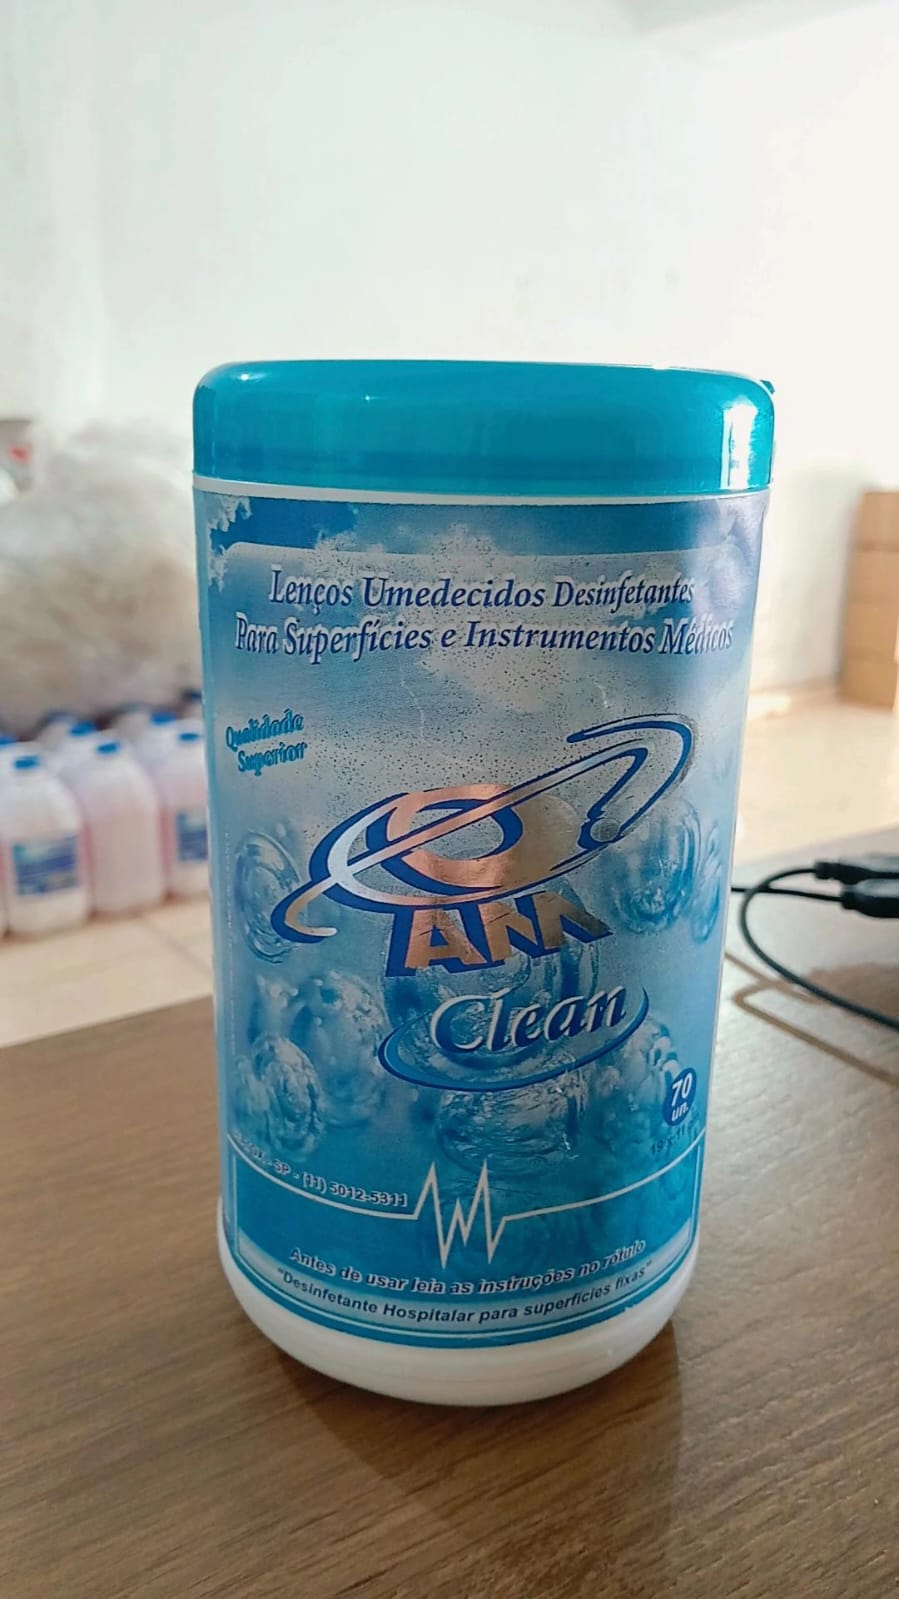 Lenços Umedecidos Desinfetantes
Para Superfícies e Instrumentos Médicos
Qualidade
Superior
AM
Clean
70
un.
SP - (11) 5012-5311
Antes de usar leia as instruções no rótulo
"Desinfetante Hospitalar para superfícies fixas"